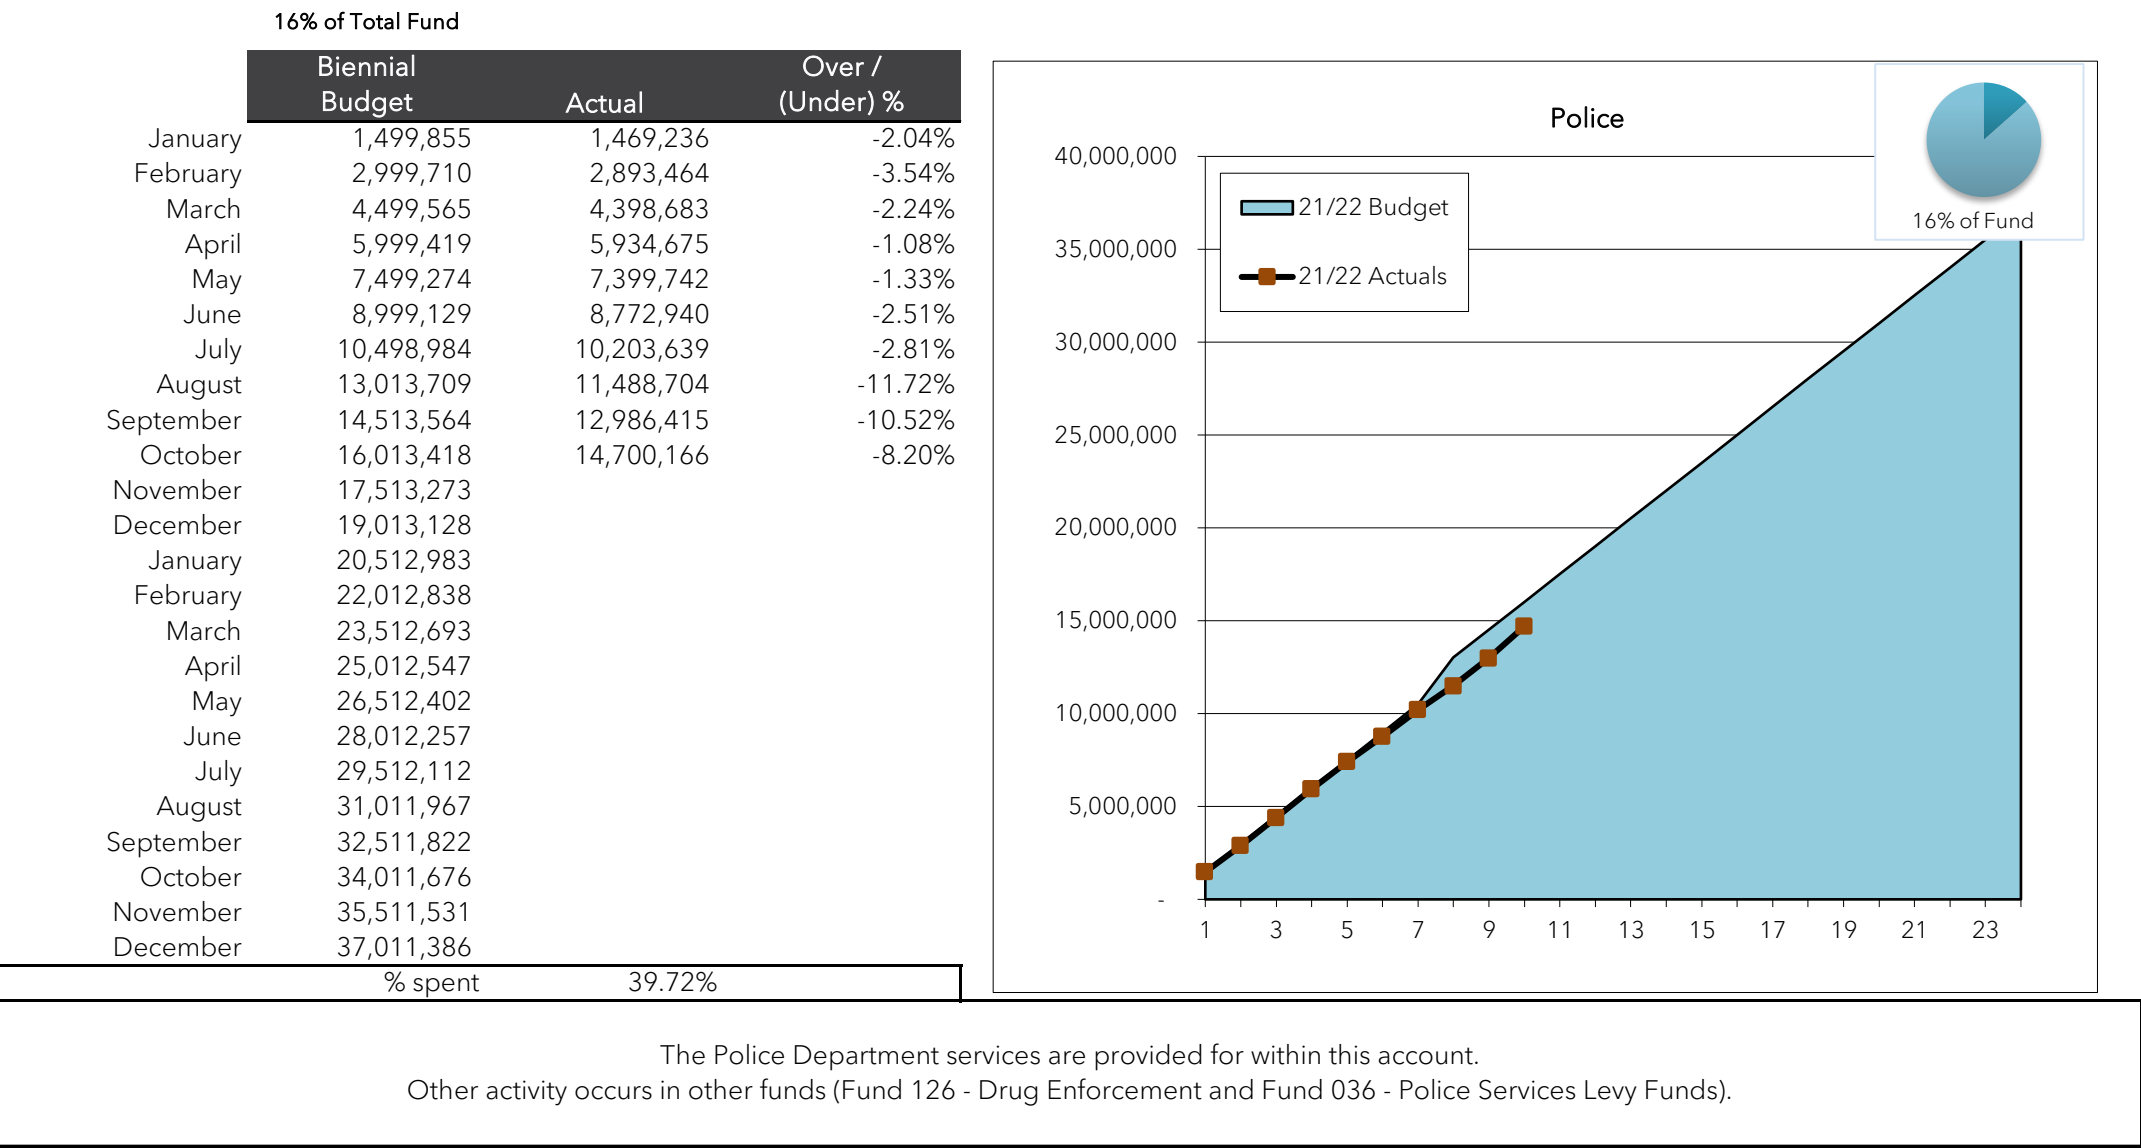 16% of Total Fund
Biennial
Budget Actual Over /
(Under) %
January 1,499,855 1,469,236 -2.04%
February 2,999,710 2,893,464 -3.54%
March 4,499,565 4,398,683 -2.24%
April 5,999,419 5,934,675 -1.08%
May 7,499,274 7,399,742 -1.33%
June 8,999,129 8,772,940 -2.51%
July 10,498,984 10,203,639 -2.81%
August 13,013,709 11,488,704 -11.72%
September 14,513,564 12,986,415 -10.52%
October 16,013,418 14,700,166 -8.20%
November 17,513,273
December 19,013,128
January 20,512,983
February 22,012,838
March 23,512,693
April 25,012,547
May 26,512,402
June 28,012,257
July 29,512,112
August 31,011,967
September 32,511,822
October 34,011,676
November 35,511,531
December 37,011,386
% spent 39.72%
Police
16% of Fund
21/22 Budget
21/22 Actuals
40,000,000
35,000,000
30,000,000
25,000,000
20,000,000
15,000,000
10,000,000
5,000,000
-
1 3 5 7 9 11 13 15 17 19 21 23
The Police Department services are provided for within this account.
Other activity occurs in other funds (Fund 126 - Drug Enforcement and Fund 036 - Police Services Levy Funds).